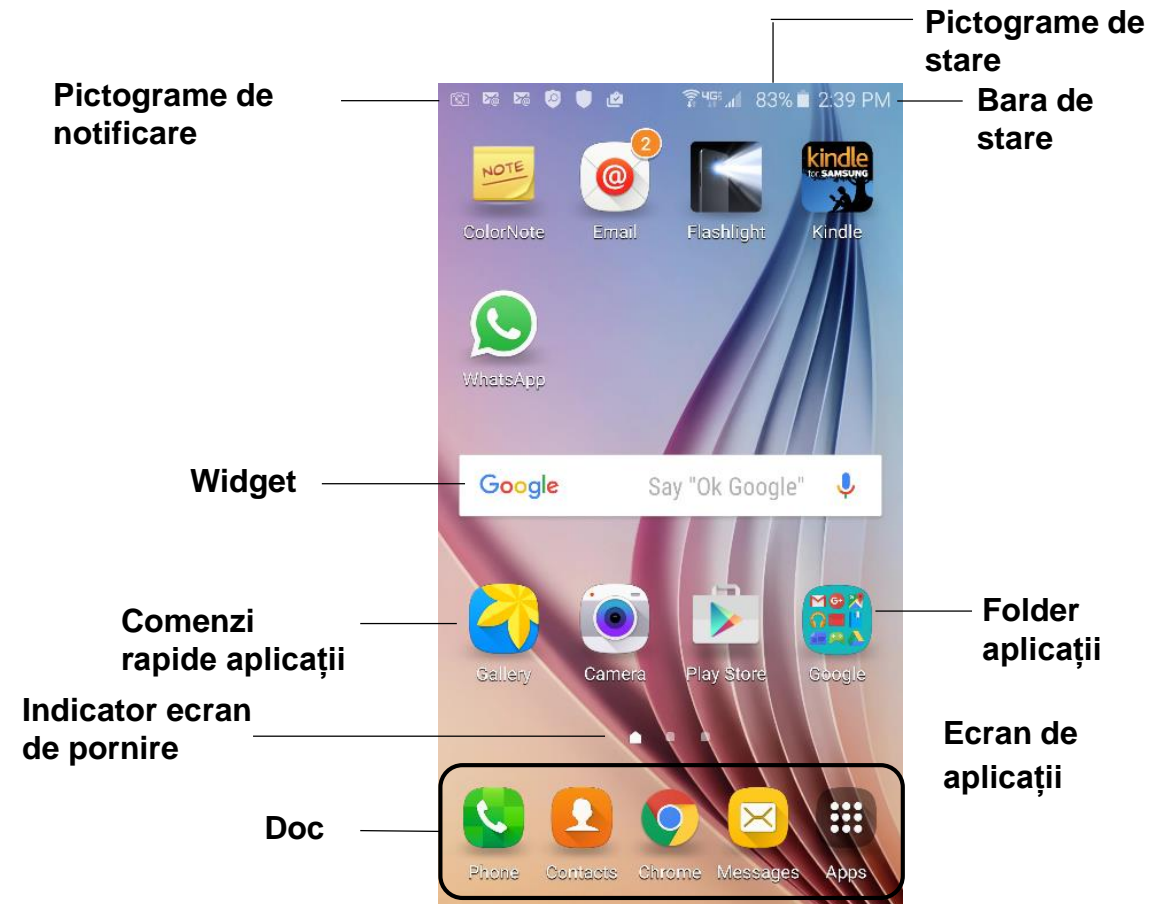 Pictograme de
stare
Pictograme de
notificare
4G
83% 2:39 PM
Bara de
stare
NOTE
2
@
kindle
for SAMSUNG
ColorNote Email Flashlight Kindle
WhatsApp
Widget
Google Say "Ok Google"
Comenzi
rapide aplicații
Folder
aplicații
Gallery Camera Play Store Google
Indicator ecran
de pornire
Ecran de
aplicații
Doc
Phone Contacts Chrome Messages Apps